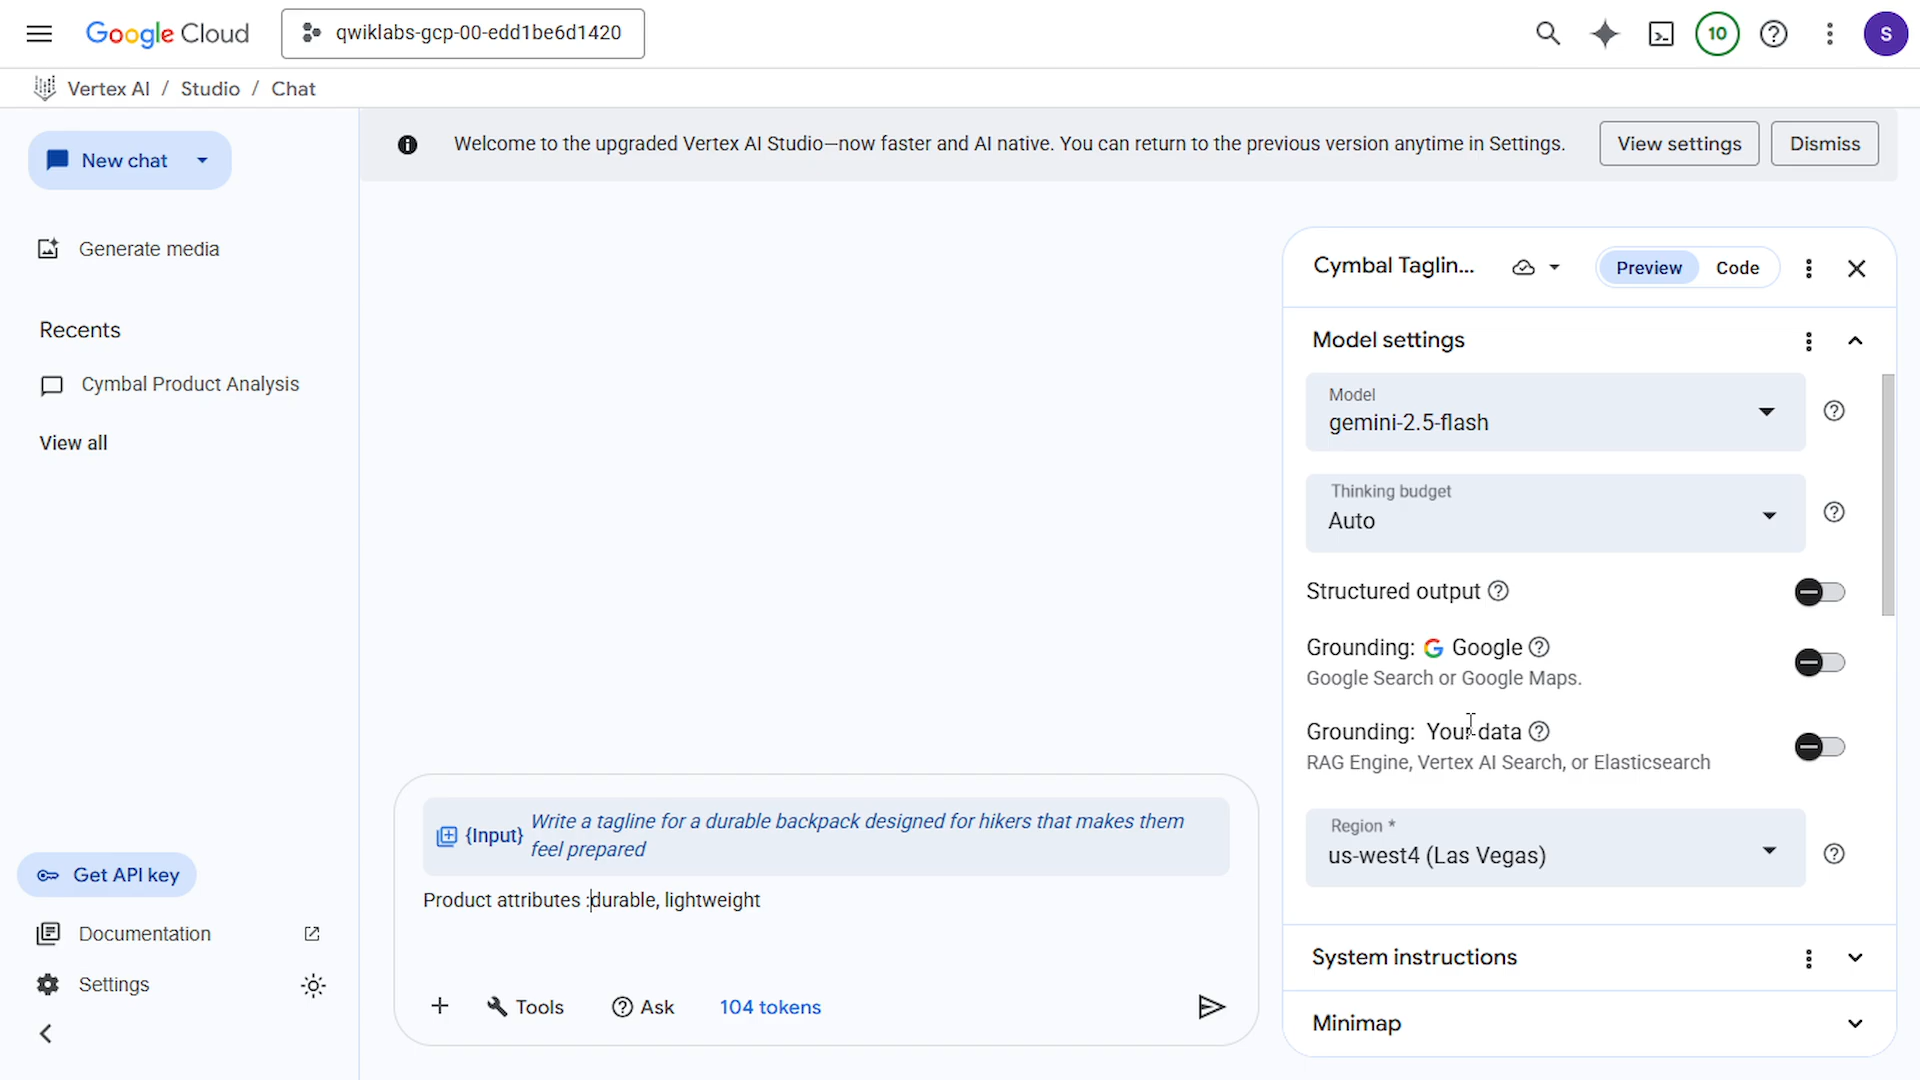 Google Cloud
qwiklabs-gcp-00-edd1be6d1420
10
S
Vertex AI / Studio / Chat
New chat
Generate media
Recents
Cymbal Product Analysis
View all
Get API key
Documentation
Settings
Welcome to the upgraded Vertex AI Studio—now faster and AI native. You can return to the previous version anytime in Settings.
View settings
Dismiss
{Input} Write a tagline for a durable backpack designed for hikers that makes them
feel prepared
Product attributes :durable, lightweight
Tools
Ask
104 tokens
Cymbal Taglin...
Preview
Code
Model settings
Model
gemini-2.5-flash
Thinking budget
Auto
Structured output
Grounding: Google
Google Search or Google Maps.
Grounding: Your data
RAG Engine, Vertex AI Search, or Elasticsearch
Region *
us-west4 (Las Vegas)
System instructions
Minimap